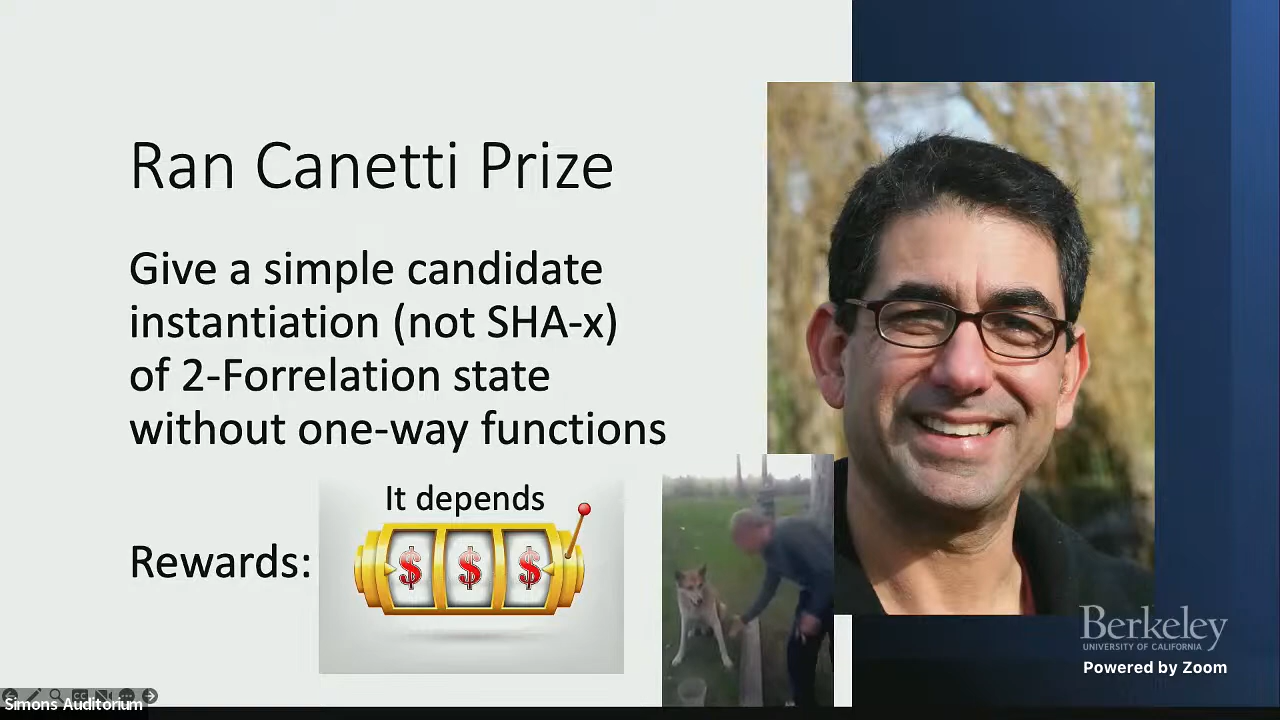 Ran Canetti Prize
Give a simple candidate
instantiation (not SHA-x)
of 2-Forrelation state
without one-way functions
It depends
Rewards:
$ $ $
Berkeley
UNIVERSITY OF CALIFORNIA
Powered by Zoom
CC
Simons Auditorium